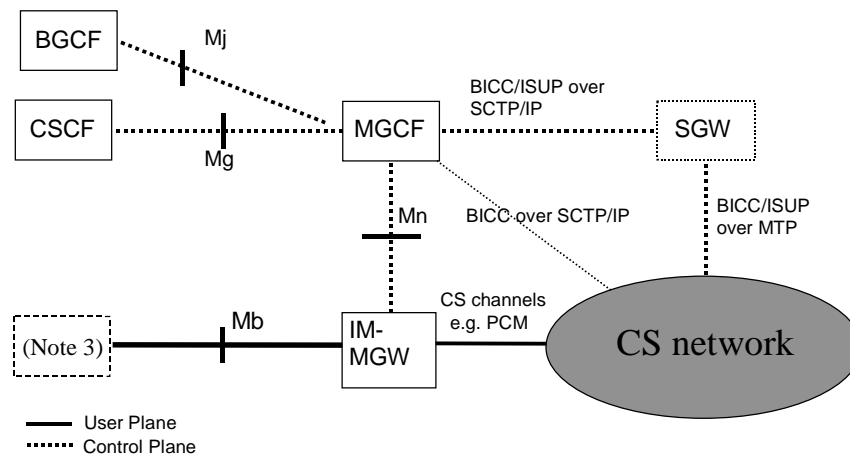 BGCF
Mj
BICC/ISUP over
SCTP/IP
CSCF
MGCF
SGW
Mg
Mn
BICC over SCTP/IP
BICC/ISUP
over MTP
Mb
CS channels
e.g. PCM
(Note 3)
IM-
MGW
CS network
User Plane
Control Plane